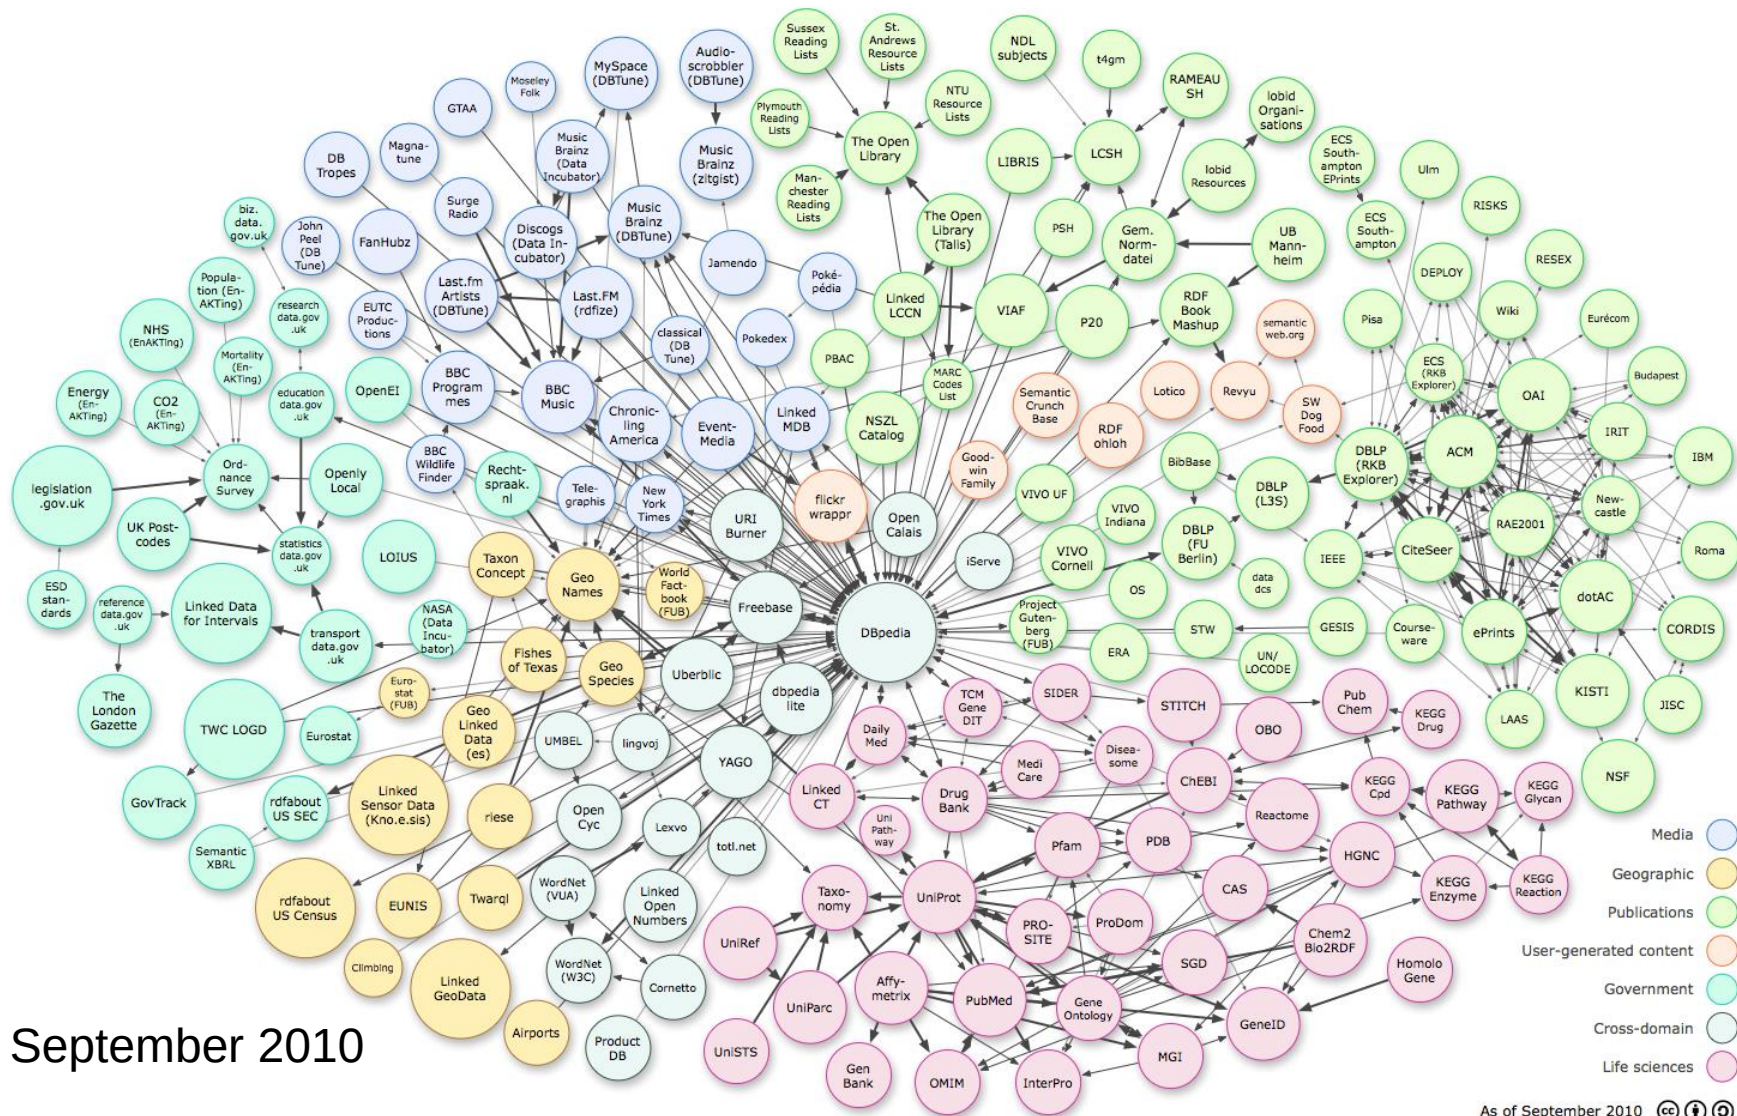 Sussex
Reading
Lists
St.
Andrews
Resource
Lists
NDL
subjects
t4gm
RAMEAU
SH
lobid
Organi-
sations
Audio-
scrobbler
(DBTune)
MySpace
(DBTune)
Moseley
Folk
GTAA
Plymouth
Reading
Lists
NTU
Resource
Lists
The Open
Library
LIBRIS
LCSH
lobid
Resources
ECS
South-
ampton
EPrints
Ulm
Magna-
tune
Music
Brainz
(Data
Incubator)
Music
Brainz
(zitgist)
DB
Tropes
Man-
chester
Reading
Lists
The Open
Library
(Talis)
PSH
Gem.
Norm-
datei
UB
Mann-
heim
ECS
South-
ampton
RISKS
biz.
data.
gov.uk
John
Peel
(DB
Tune)
FanHubz
Surge
Radio
Discogs
(Data In-
cubator)
Music
Brainz
(DBTune)
Jamendo
Poké-
pédia
Linked
LCCN
VIAF
P20
RDF
Book
Mashup
semantic
web.org
DEPLOY
RESEX
Popula-
tion (En-
AKTing)
research
data.gov
.uk
EUTC
Produc-
tions
Last.fm
Artists
(DBTune)
Last.FM
(rdfize)
classical
(DB
Tune)
Pokedex
PBAC
MARC
Codes
List
Pisa
Wiki
Eurécom
NHS
(EnAKTing)
Mortality
(En-
AKTing)
Energy
(En-
AKTing)
CO2
(En-
AKTing)
education
data.gov
.uk
OpenEI
BBC
Program
mes
BBC
Music
Chronic-
ling
America
Event-
Media
Linked
MDB
NSZL
Catalog
Semantic
Crunch
Base
RDF
ohloh
Lotico
Revyu
SW
Dog
Food
ECS
(RKB
Explorer)
OAI
Budapest
legislation
.gov.uk
Ord-
nance
Survey
Openly
Local
BBC
Wildlife
Finder
Recht-
spraak.
nl
Tele-
graphis
New
York
Times
URI
Burner
flickr
wrappr
Open
Calais
Good-
win
Family
VIVO UF
VIVO
Indiana
BibBase
DBLP
(L3S)
DBLP
(RKB
Explorer)
ACM
IRIT
IBM
UK Post-
codes
statistics
data.gov
.uk
LOIUS
Taxon
Concept
Geo
Names
World
Fact-
book
(FUB)
Freebase
DBpedia
iServe
VIVO
Cornell
DBLP
(FU
Berlin)
data
dcs
IEEE
CiteSeer
RAE2001
New-
castle
Roma
ESD
stan-
dards
reference
data.gov
.uk
Linked Data
for Intervals
transport
data.gov
.uk
NASA
(Data
Incu-
bator)
Fishes
of Texas
Geo
Species
Uberblic
dbpedia
lite
Project
Guten-
berg
(FUB)
OS
ERA
STW
UN/
LOCODE
GESIS
Course-
ware
ePrints
dotAC
CORDIS
The
London
Gazette
TWC LOGD
Eurostat
Euro-
stat
(FUB)
Geo
Linked
Data
(es)
UMBEL
lingvoj
YAGO
Daily
Med
TCM
Gene
DIT
SIDER
STITCH
OBO
Pub
Chem
KEGG
Drug
LAAS
KISTI
JISC
NSF
GovTrack
rdfabout
US SEC
Semantic
XBRL
Linked
Sensor Data
(Kno.e.sis)
riese
Open
Cyc
Lexvo
totl.net
Linked
CT
Uni
Path-
way
Drug
Bank
Medi
Care
Disea-
some
ChEBI
Reactome
KEGG
Cpd
KEGG
Pathway
KEGG
Glycan
Pfam
PDB
HGNC
KEGG
Enzyme
KEGG
Reaction
rdfabout
US Census
EUNIS
Twarql
WordNet
(VUA)
Linked
Open
Numbers
Taxo-
nomy
UniProt
PRO-
SITE
ProDom
CAS
Chem2
Bio2RDF
Homolo
Gene
Climbing
Linked
GeoData
Airports
WordNet
(W3C)
Cornetto
Product
DB
UniRef
UniParc
UniSTS
Affy-
metrix
PubMed
Gene
Ontology
SGD
MGI
GeneID
Gen
Bank
OMIM
InterPro
Media
Geographic
Publications
User-generated content
Government
Cross-domain
Life sciences
September 2010
As of September 2010